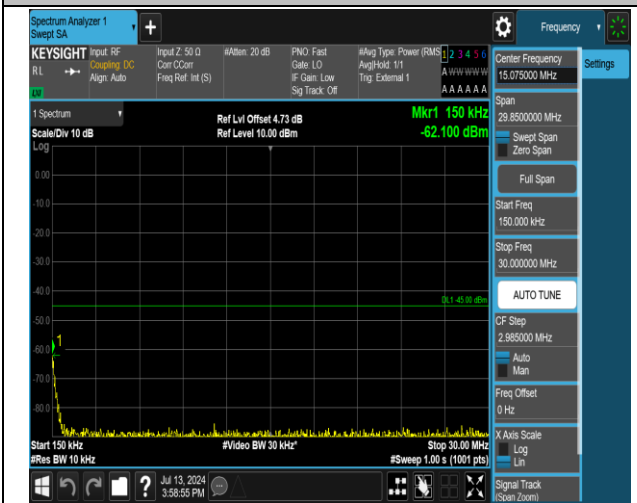 Spectrum Analyzer 1
Swept SA
+
Frequency
KEYSIGHT
RL
LXI
Input: RF
Coupling: DC
Align: Auto
Input Z: 50 Ω
Corr CCorr
Freq Ref: Int (S)
#Atten: 20 dB
PNO: Fast
Gate: LO
IF Gain: Low
Sig Track: Off
#Avg Type: Power (RMS
Avg|Hold: 1/1
Trig: External 1
1 2 3 4 5 6
A W W W W W
A A A A A A
1 Spectrum
Scale/Div 10 dB
Log
Ref Lvl Offset 4.73 dB
Ref Level 10.00 dBm
Mkr1 150 kHz
-62.100 dBm
0.00
-10.0
-20.0
-30.0
-40.0
DL1 -45.00 dBm
-50.0
1
-60.0
-70.0
-80.0
Start 150 kHz
#Res BW 10 kHz
#Video BW 30 kHz*
Stop 30.00 MHz
#Sweep 1.00 s (1001 pts)
?
Jul 13, 2024
3:58:55 PM
Center Frequency
15.075000 MHz
Settings
Span
29.8500000 MHz
Swept Span
Zero Span
Full Span
Start Freq
150.000 kHz
Stop Freq
30.000000 MHz
AUTO TUNE
CF Step
2.985000 MHz
Auto
Man
Freq Offset
0 Hz
X Axis Scale
Log
Lin
Signal Track
(Span Zoom)